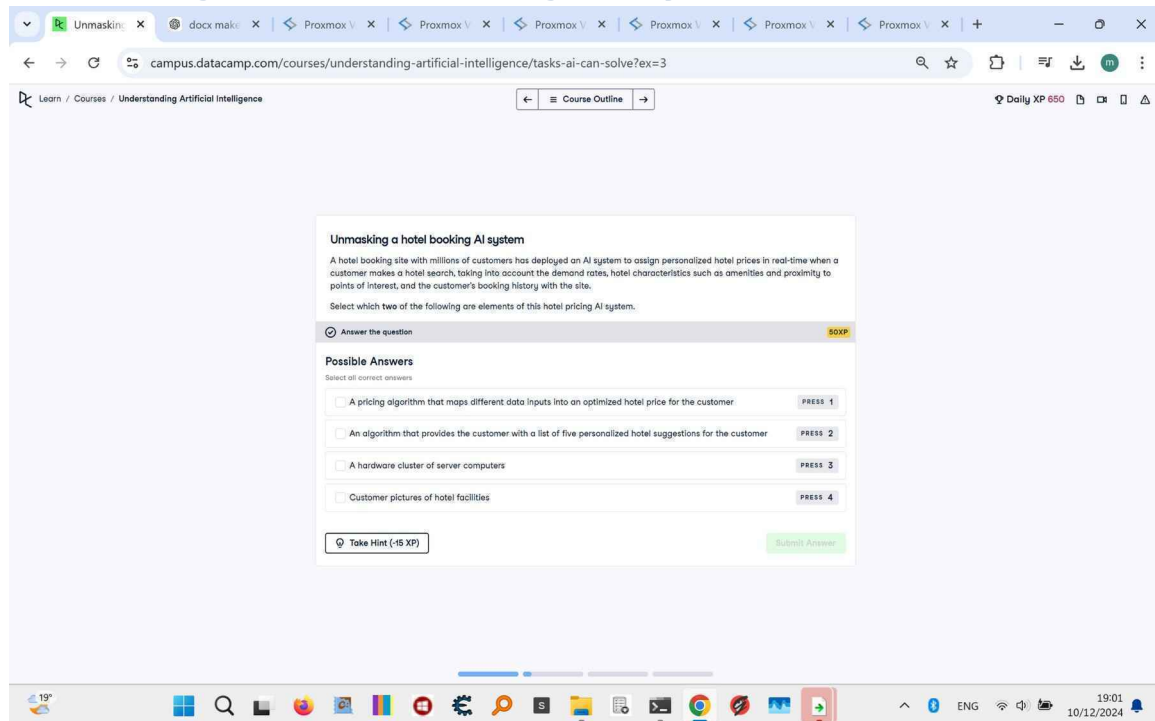 Unmaskin
docx make
Proxmox V
Proxmox V
Proxmox V
Proxmox V
Proxmox V
Proxmox V
campus.datacamp.com/courses/understanding-artificial-intelligence/tasks-ai-can-solve?ex=3
m
Learn / Courses / Understanding Artificial Intelligence
Course Outline
Daily XP 650
Unmasking a hotel booking AI system
A hotel booking site with millions of customers has deployed an AI system to assign personalized hotel prices in real-time when a
customer makes a hotel search, taking into account the demand rates, hotel characteristics such as amenities and proximity to
points of interest, and the customer's booking history with the site.
Select which two of the following are elements of this hotel pricing AI system.
Answer the question
50XP
Possible Answers
Select all correct answers
A pricing algorithm that maps different data inputs into an optimized hotel price for the customer
PRESS 1
An algorithm that provides the customer with a list of five personalized hotel suggestions for the customer
PRESS 2
A hardware cluster of server computers
PRESS 3
Customer pictures of hotel facilities
PRESS 4
Take Hint (-15 XP)
Submit Answer
19°
S
ENG
19:01
10/12/2024